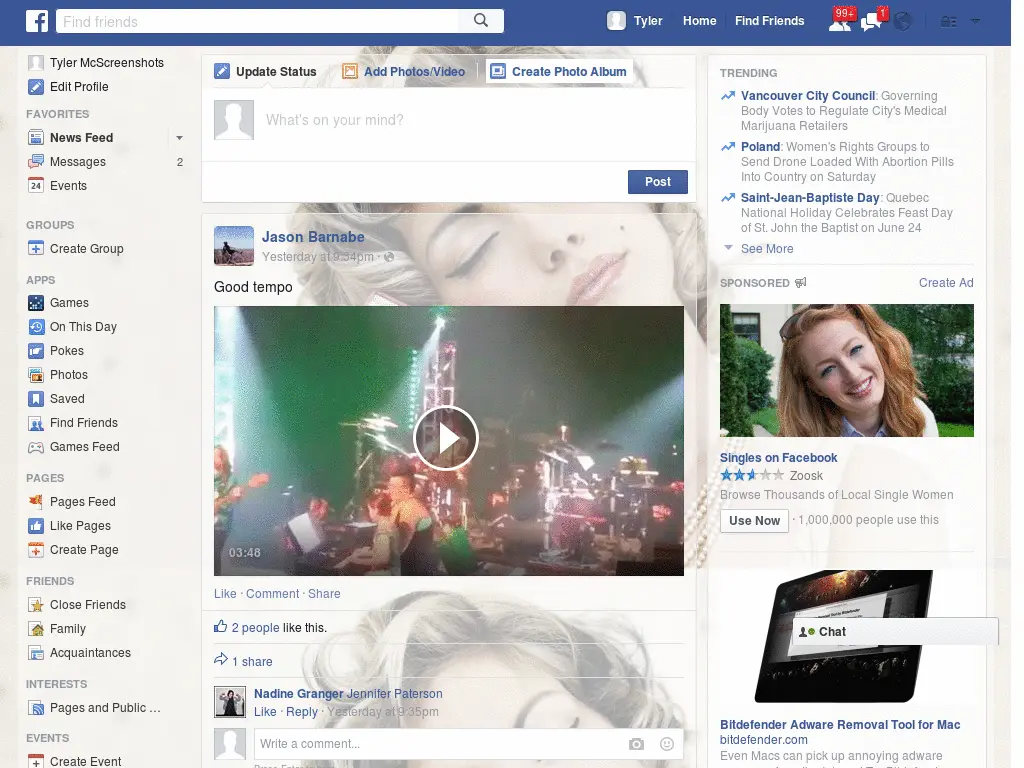 f
Find friends
Tyler
Home
Find Friends
99+
1
Tyler McScreenshots
Edit Profile
FAVORITES
News Feed
Messages
2
24
Events
GROUPS
Create Group
APPS
Games
On This Day
Pokes
Photos
Saved
Find Friends
Games Feed
PAGES
Pages Feed
Like Pages
Create Page
FRIENDS
Close Friends
Family
Acquaintances
INTERESTS
Pages and Public ...
EVENTS
Create Event
Update Status
Add Photos/Video
Create Photo Album
What's on your mind?
Post
Jason Barnabe
Yesterday at 9:34pm ·
Good tempo
03:48
Like · Comment · Share
2 people like this.
1 share
Nadine Granger Jennifer Paterson
Like · Reply · Yesterday at 9:35pm
Write a comment...
TRENDING
Vancouver City Council: Governing
Body Votes to Regulate City's Medical
Marijuana Retailers
Poland: Women's Rights Groups to
Send Drone Loaded With Abortion Pills
Into Country on Saturday
Saint-Jean-Baptiste Day: Quebec
National Holiday Celebrates Feast Day
of St. John the Baptist on June 24
See More
SPONSORED
Create Ad
Singles on Facebook
Zoosk
Browse Thousands of Local Single Women
Use Now · 1,000,000 people use this
Chat
Bitdefender Adware Removal Tool for Mac
bitdefender.com
Even Macs can pick up annoying adware